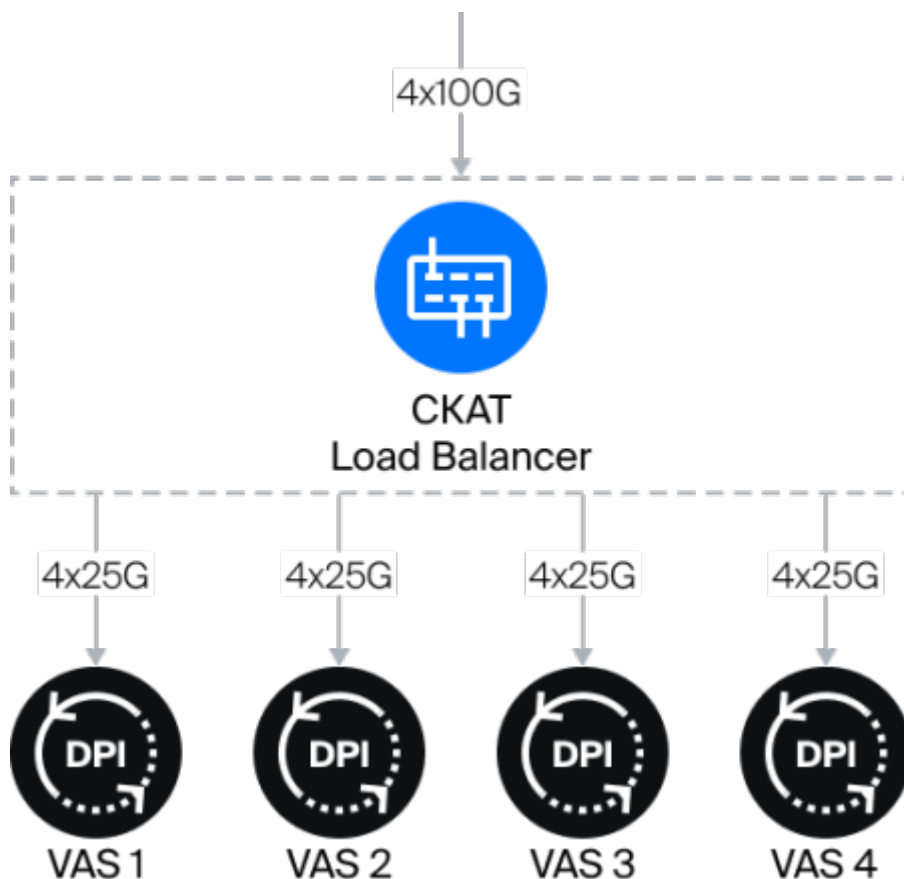 4x100G
CKAT
Load Balancer
4x25G 4x25G 4x25G 4x25G
DPI DPI DPI DPI
VAS 1 VAS 2 VAS 3 VAS 4